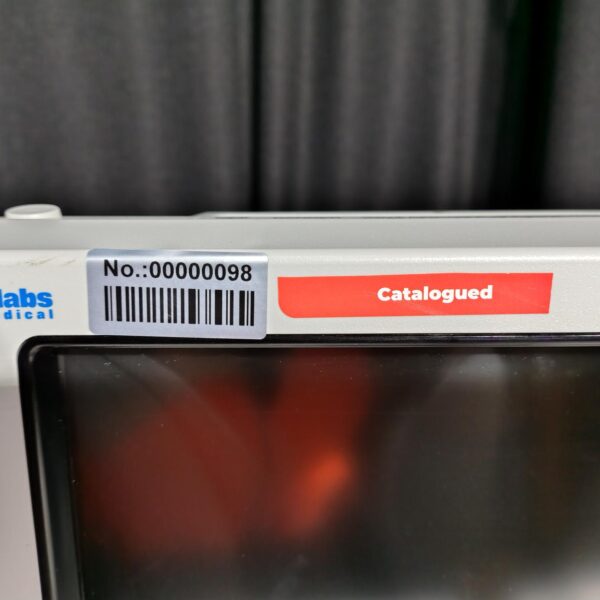 labs
dical
No.:00000098
Catalogued